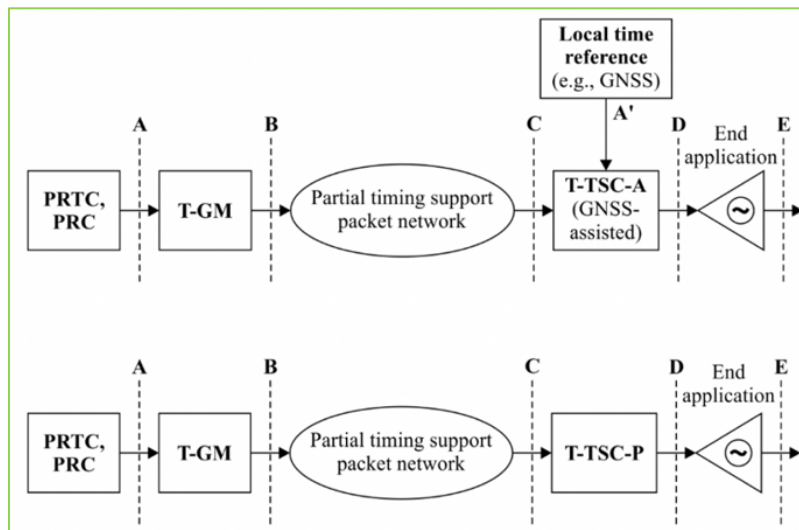 Local time
reference
(e.g., GNSS)
A B C A' D End
application E
PRTC,
PRC
T-GM
Partial timing support
packet network
T-TSC-A
(GNSS-
assisted)
A B C D End
application E
PRTC,
PRC
T-GM
Partial timing support
packet network
T-TSC-P